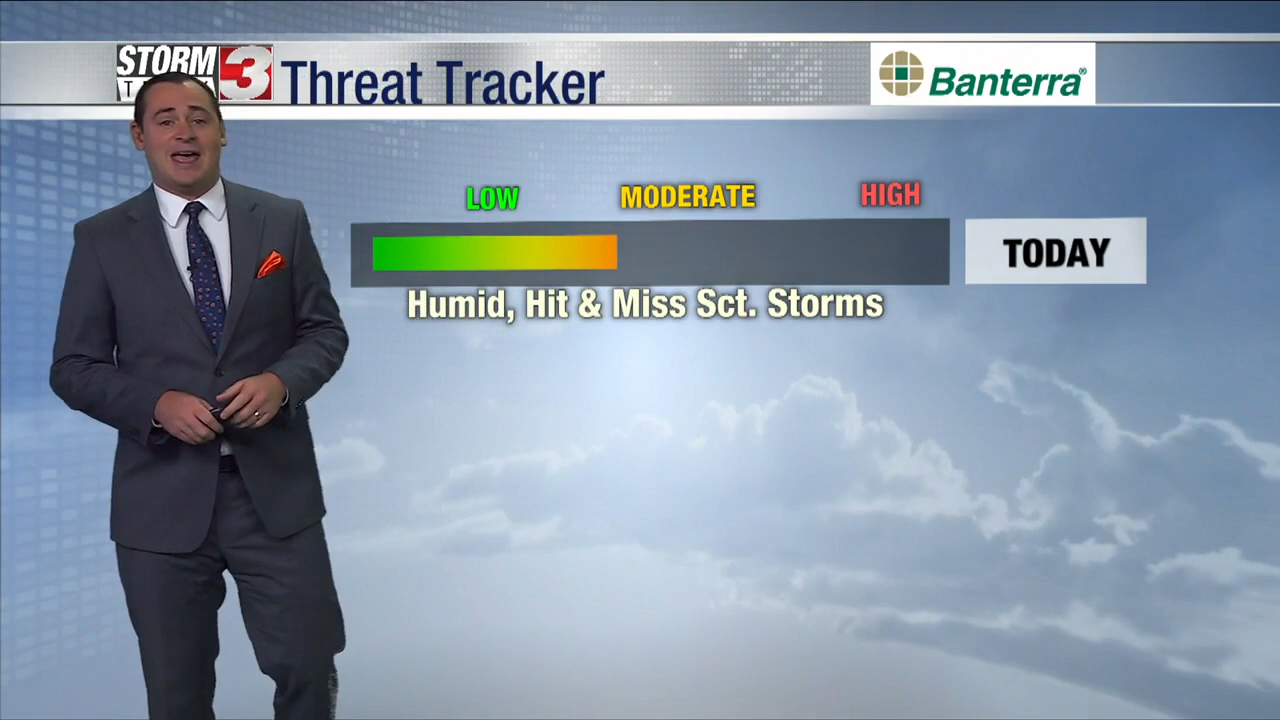 STORM
3
Threat Tracker
Banterra®
LOW MODERATE HIGH
TODAY
Humid, Hit & Miss Sct. Storms